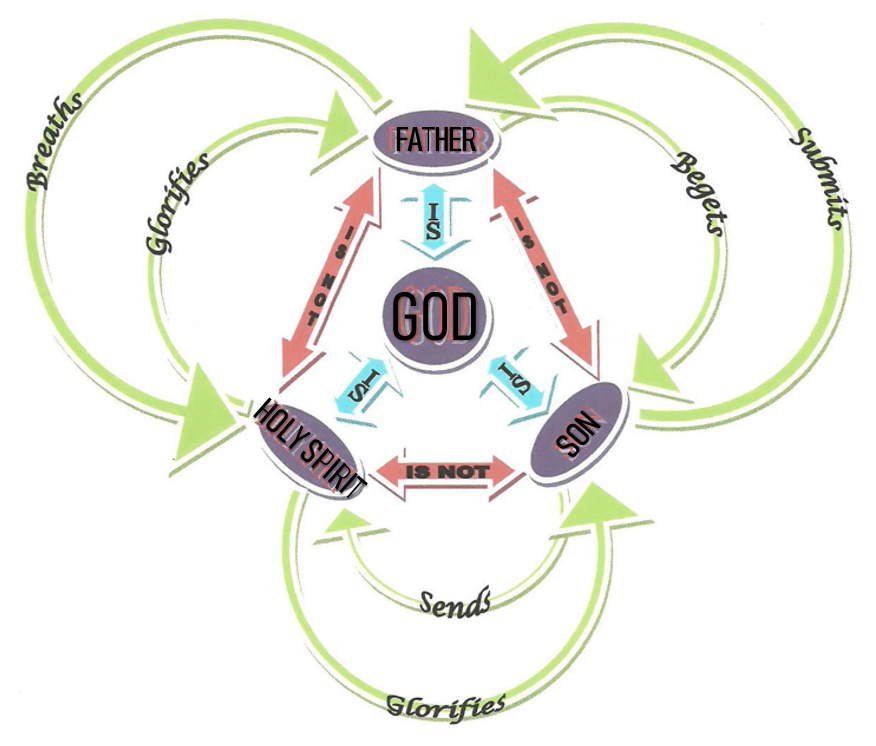 Breaths
Glorifies
FATHER
Begets
Submits
IS
IS NOT
IS NOT
GOD
IS
IS
HOLY SPIRIT
SON
IS NOT
Sends
Glorifies